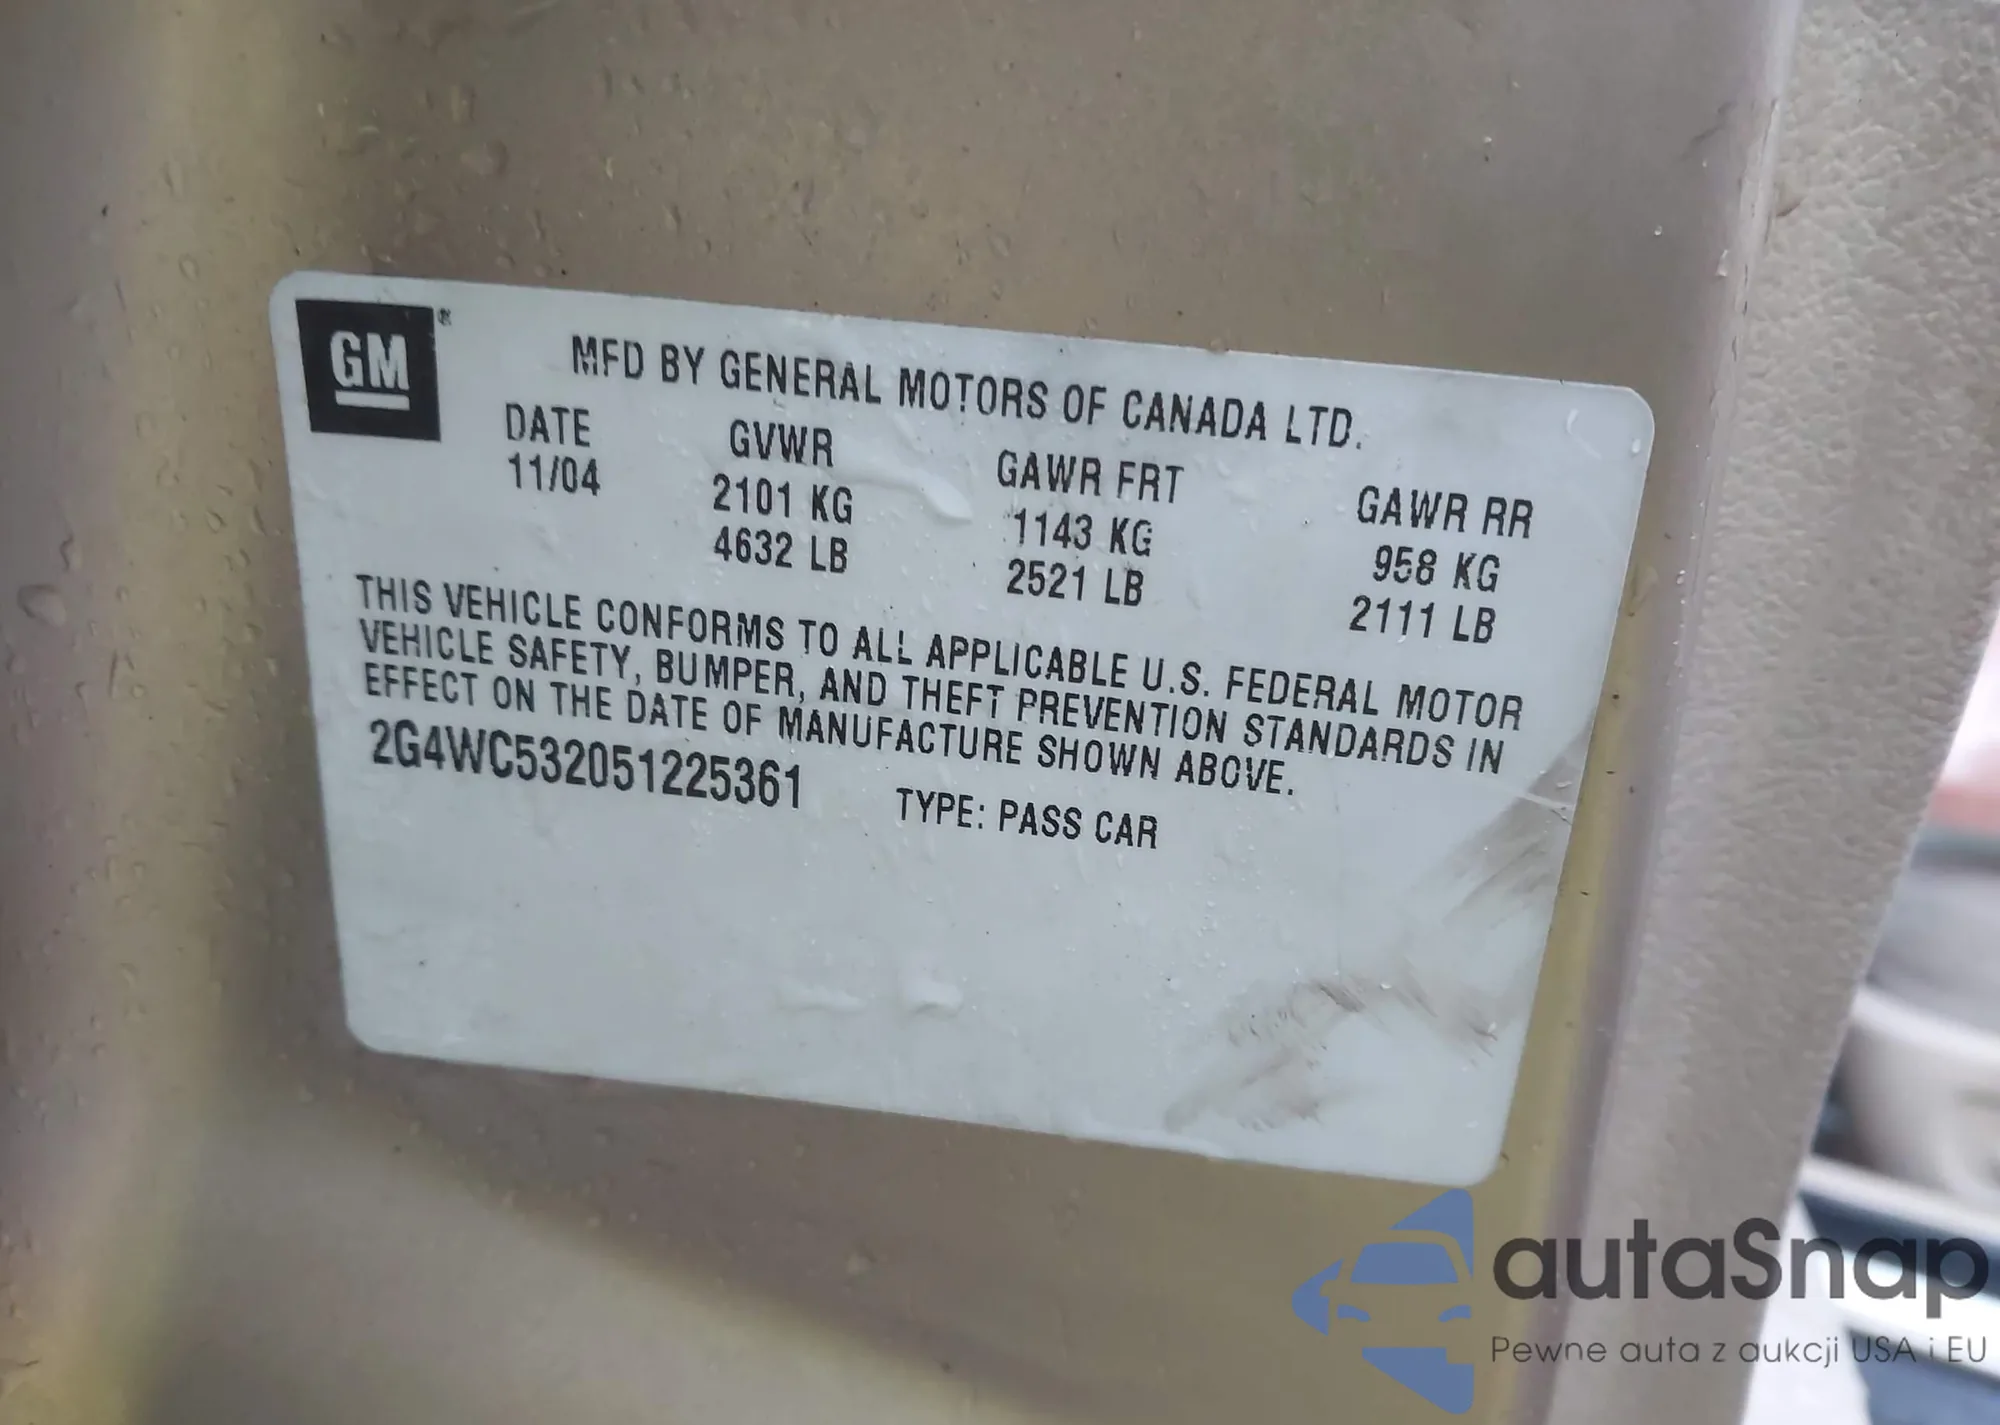 GM®
MFD BY GENERAL MOTORS OF CANADA LTD.
DATE GVWR GAWR FRT GAWR RR
11/04 2101 KG 1143 KG 958 KG
4632 LB 2521 LB 2111 LB
THIS VEHICLE CONFORMS TO ALL APPLICABLE U.S. FEDERAL MOTOR
VEHICLE SAFETY, BUMPER, AND THEFT PREVENTION STANDARDS IN
EFFECT ON THE DATE OF MANUFACTURE SHOWN ABOVE.
2G4WC532051225361 TYPE: PASS CAR
autaSnap
Pewne auta z aukcji USA i EU